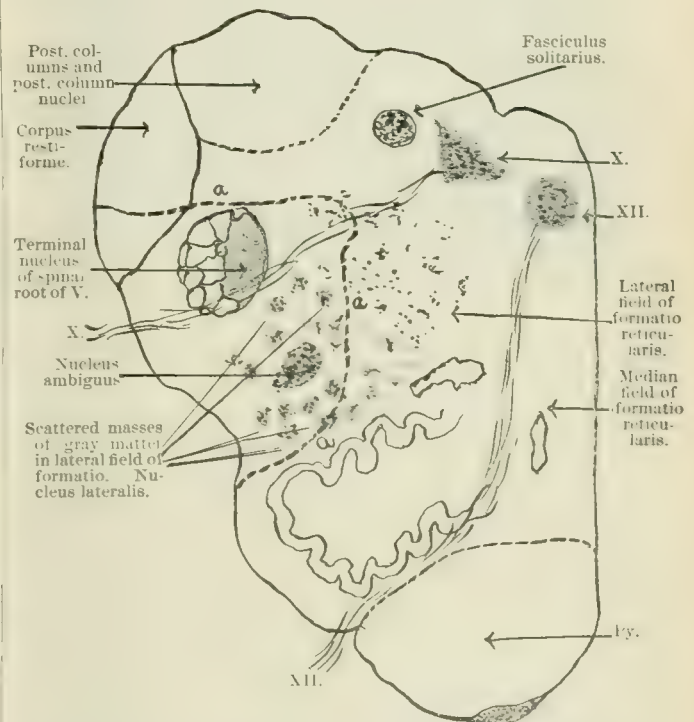 Post. col-
umns and
post. column
nuclei
Corpus
resti-
forme.
Fasciculus
solitarius.
X.
XII.
a
Terminal
nucleus
of spinal
root of V.
a
Lateral
field of
formatio
reticu-
laris.
X.
Nucleus
ambiguus
Median
field of
formatio
reticu-
laris.
Scattered masses
of gray matter
in lateral field of
formatio. Nu-
cleus lateralis.
a
Py.
XII.